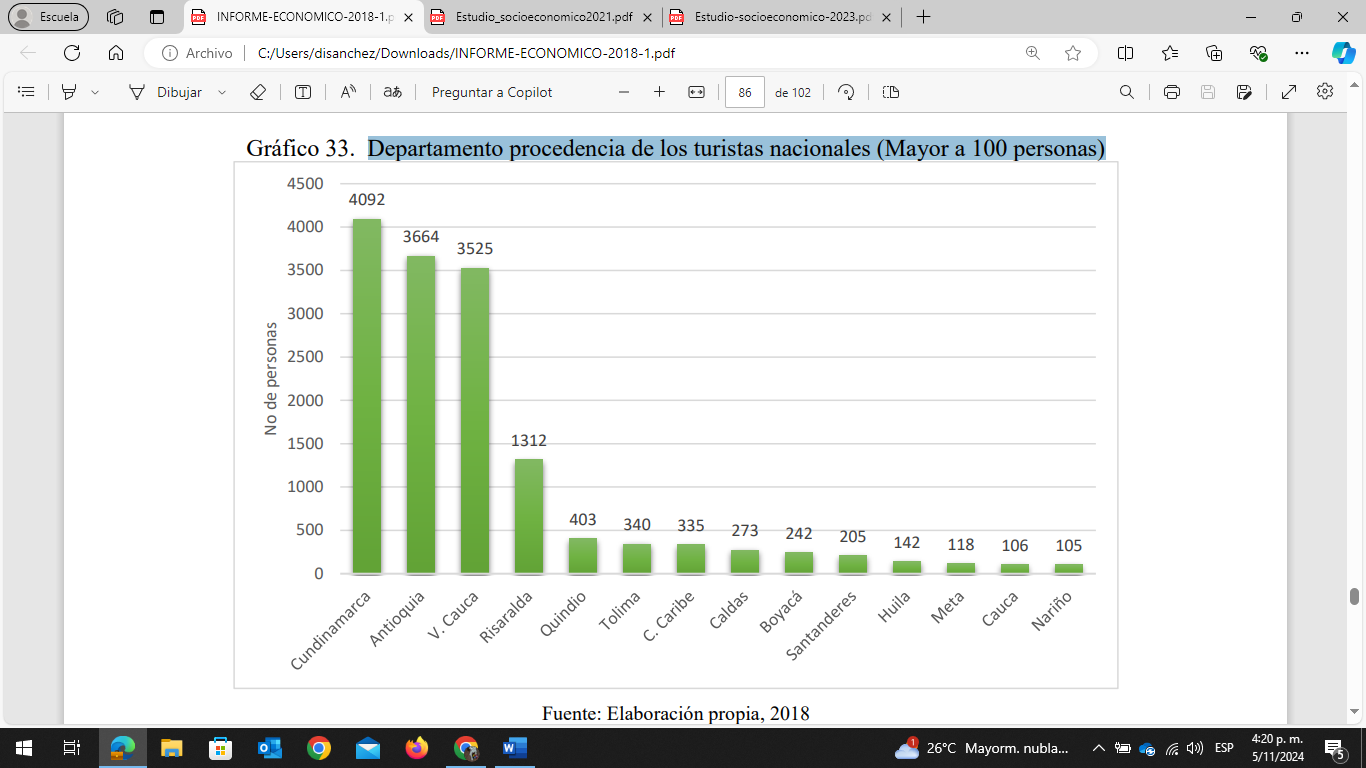 Escuela
INFORME-ECONOMICO-2018-1.p
Estudio_socioeconomico2021.pdf
Estudio-socioeconomico-2023.pd
Archivo
C:/Users/disanchez/Downloads/INFORME-ECONOMICO-2018-1.pdf
Dibujar
aあ
Preguntar a Copilot
86 de 102
Gráfico 33. Departamento procedencia de los turistas nacionales (Mayor a 100 personas)
No de personas
4500
4000
3500
3000
2500
2000
1500
1000
500
0
4092
3664
3525
1312
403
340
335
273
242
205
142
118
106
105
Cundinamarca
Antioquia
V. Cauca
Risaralda
Quindio
Tolima
C. Caribe
Caldas
Boyacá
Santanderes
Huila
Meta
Cauca
Nariño
Fuente: Elaboración propia, 2018
1
26°C Mayorm. nubla...
ESP
4:20 p. m.
5/11/2024
5